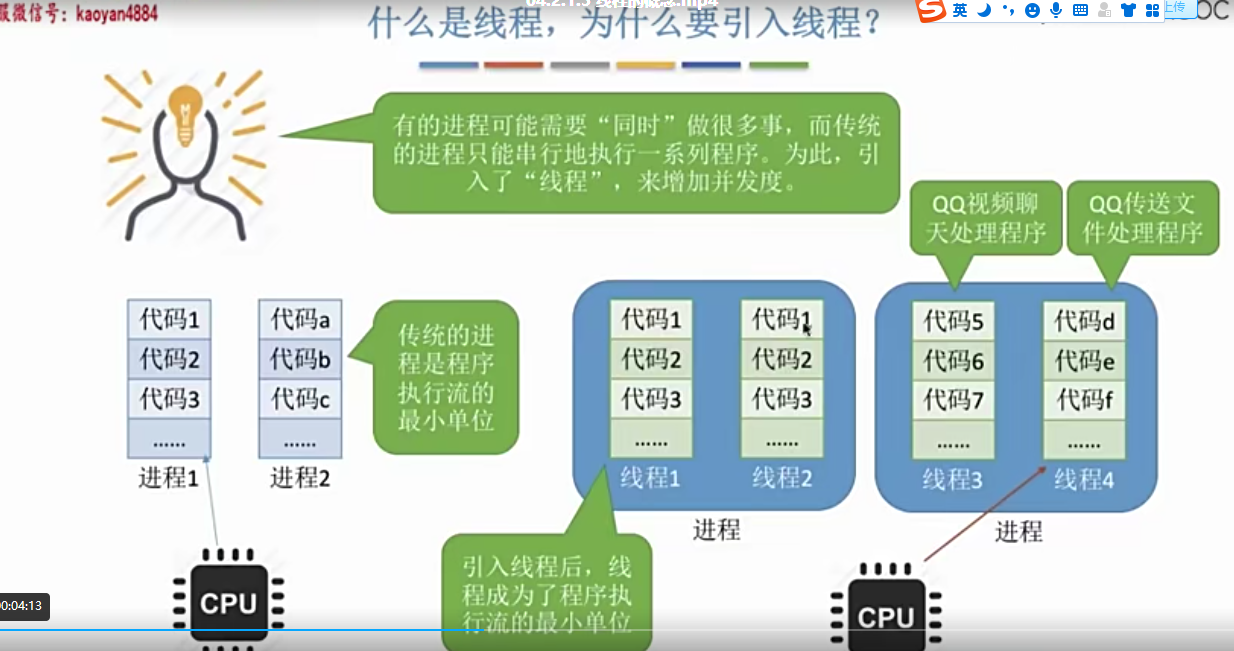 服微信号：kaoyan4884
04.2.1.5 线程的概念.mp4
英
上传
OC
什么是线程，为什么要引入线程？
有的进程可能需要“同时”做很多事，而传统
的进程只能串行地执行一系列程序。为此，引
入了“线程”，来增加并发度。
QQ视频聊
天处理程序
QQ传送文
件处理程序
代码1
代码2
代码3
……
进程1
代码a
代码b
代码c
……
进程2
传统的进
程是程序
执行流的
最小单位
代码1
代码2
代码3
……
线程1
代码1
代码2
代码3
……
线程2
进程
代码5
代码6
代码7
……
线程3
代码d
代码e
代码f
……
线程4
进程
引入线程后，线
程成为了程序执
行流的最小单位
CPU
CPU
0:04:13